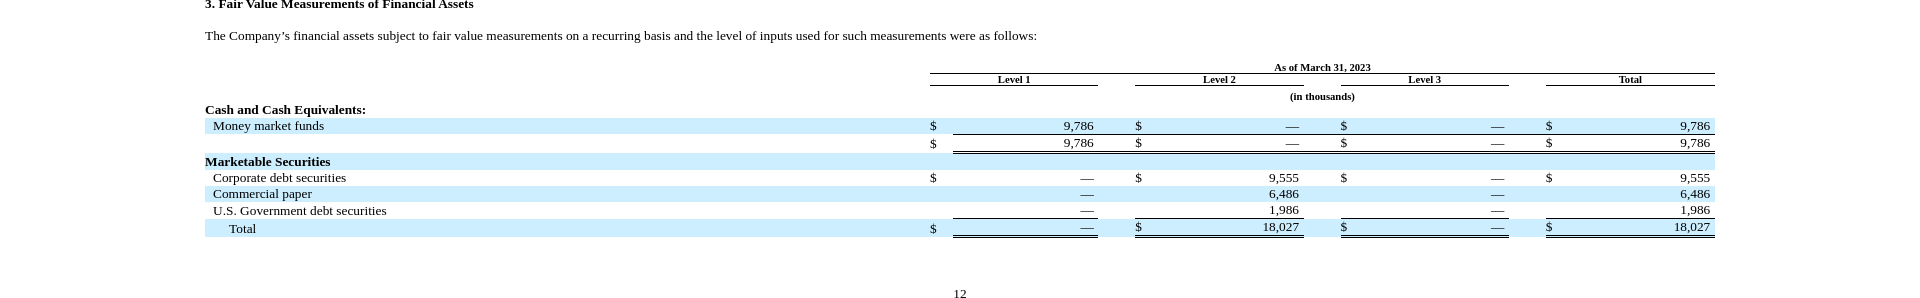 3. Fair Value Measurements of Financial Assets
The Company’s financial assets subject to fair value measurements on a recurring basis and the level of inputs used for such measurements were as follows:
As of March 31, 2023
Level 1 Level 2 Level 3 Total
(in thousands)
Cash and Cash Equivalents:
Money market funds $ 9,786 $ — $ — $ 9,786
$ 9,786 $ — $ — $ 9,786
Marketable Securities
Corporate debt securities $ — $ 9,555 $ — $ 9,555
Commercial paper — 6,486 — 6,486
U.S. Government debt securities — 1,986 — 1,986
Total $ — $ 18,027 $ — $ 18,027
12